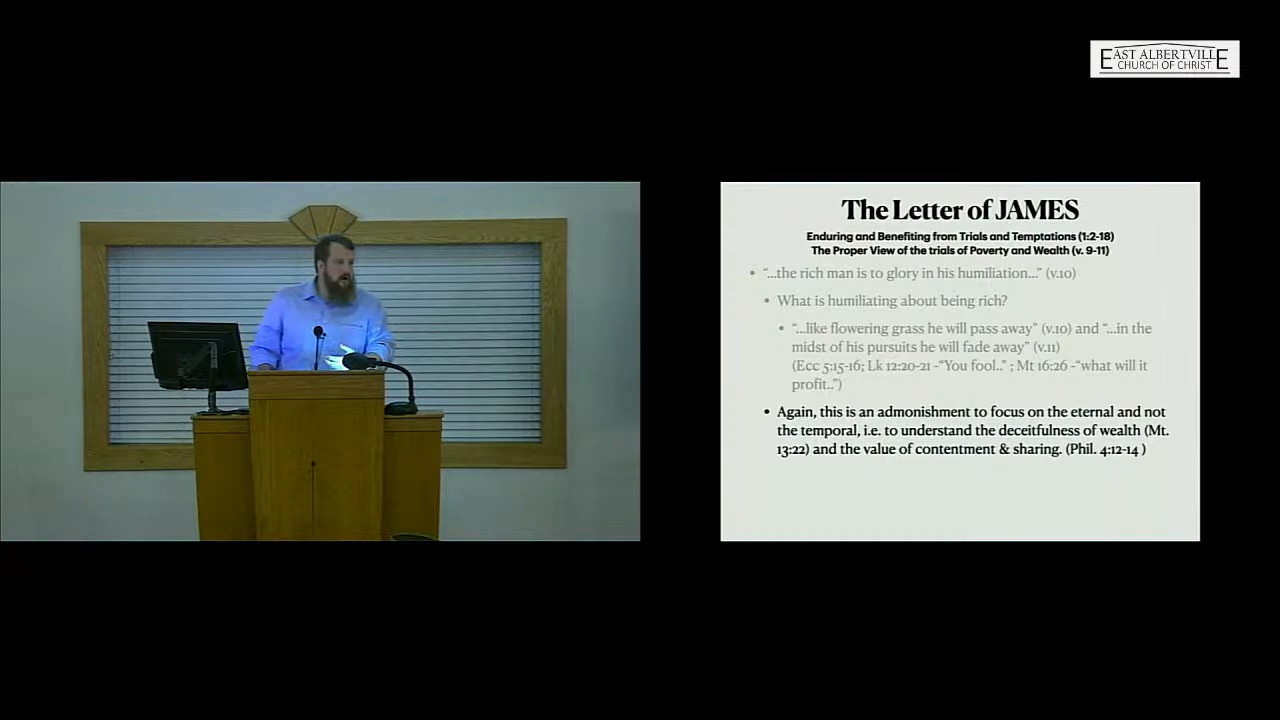 EAST ALBERTVILLE
CHURCH OF CHRIST
The Letter of JAMES
Enduring and Benefiting from Trials and Temptations (1:2-18)
The Proper View of the trials of Poverty and Wealth (v. 9-11)
• “...the rich man is to glory in his humiliation...” (v.10)
• What is humiliating about being rich?
• “...like flowering grass he will pass away” (v.10) and “...in the
midst of his pursuits he will fade away” (v.11)
(Ecc 5:15-16; Lk 12:20-21 -“You fool..” ; Mt 16:26 -“what will it
profit..”)
• Again, this is an admonishment to focus on the eternal and not
the temporal, i.e. to understand the deceitfulness of wealth (Mt.
13:22) and the value of contentment & sharing. (Phil. 4:12-14 )